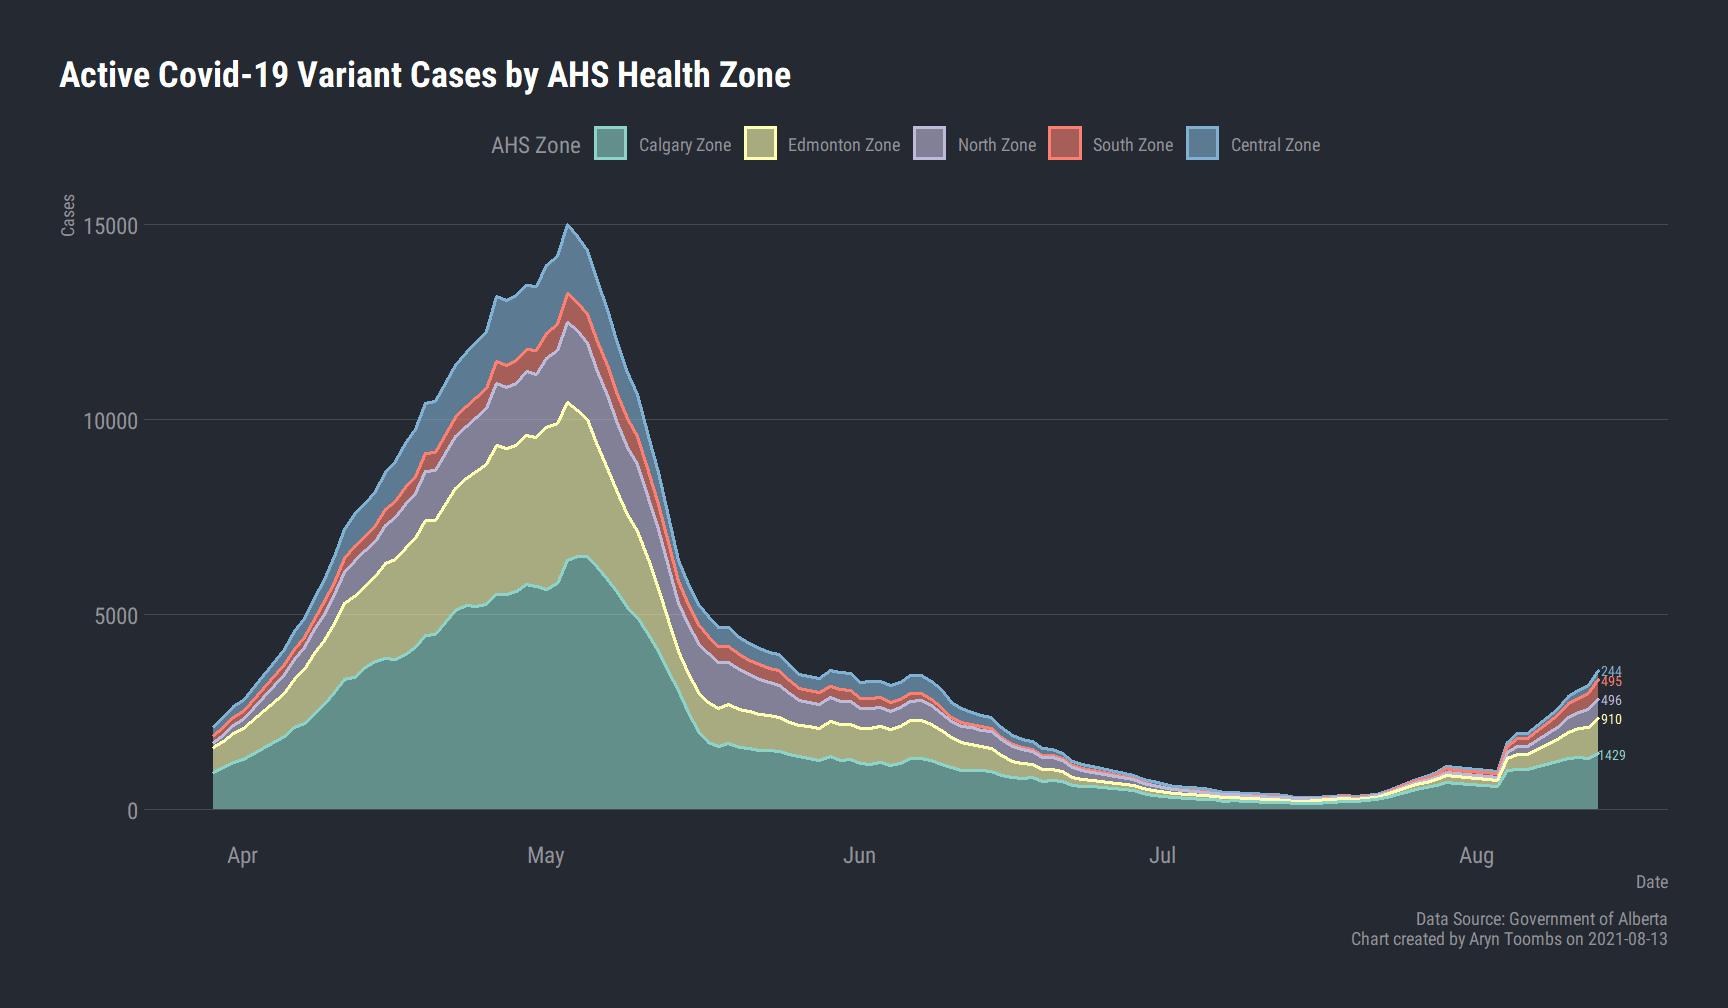 Active Covid-19 Variant Cases by AHS Health Zone
AHS Zone Calgary Zone Edmonton Zone North Zone South Zone Central Zone
Cases
15000
10000
5000
0
244
495
496
910
1429
Apr May Jun Jul Aug
Date
Data Source: Government of Alberta
Chart created by Aryn Toombs on 2021-08-13